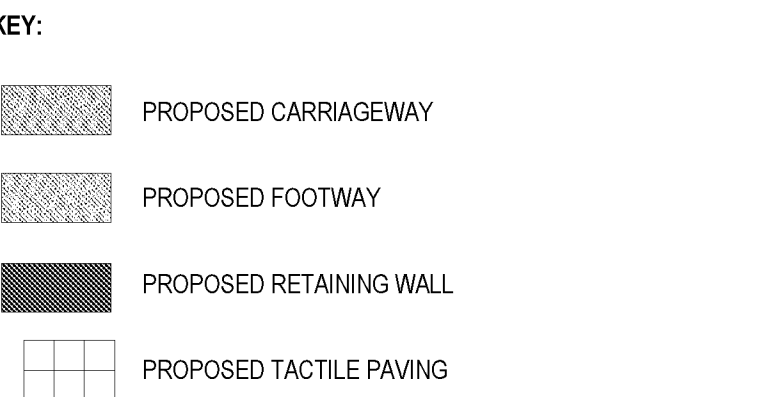 KEY:
PROPOSED CARRIAGEWAY
PROPOSED FOOTWAY
PROPOSED RETAINING WALL
PROPOSED TACTILE PAVING